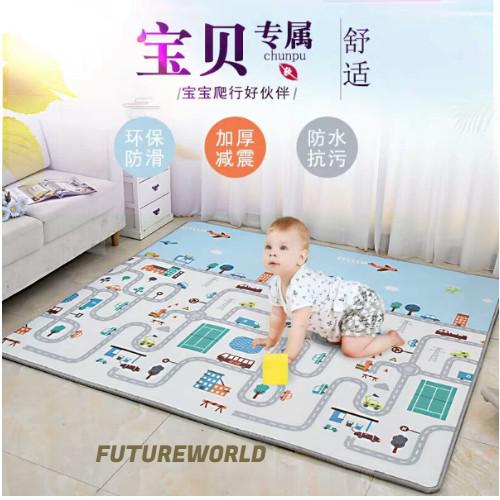 宝贝专属
chunpu
舒适
/宝宝爬行好伙伴/
环保
防滑
加厚
减震
防水
抗污
FUTUREWORLD